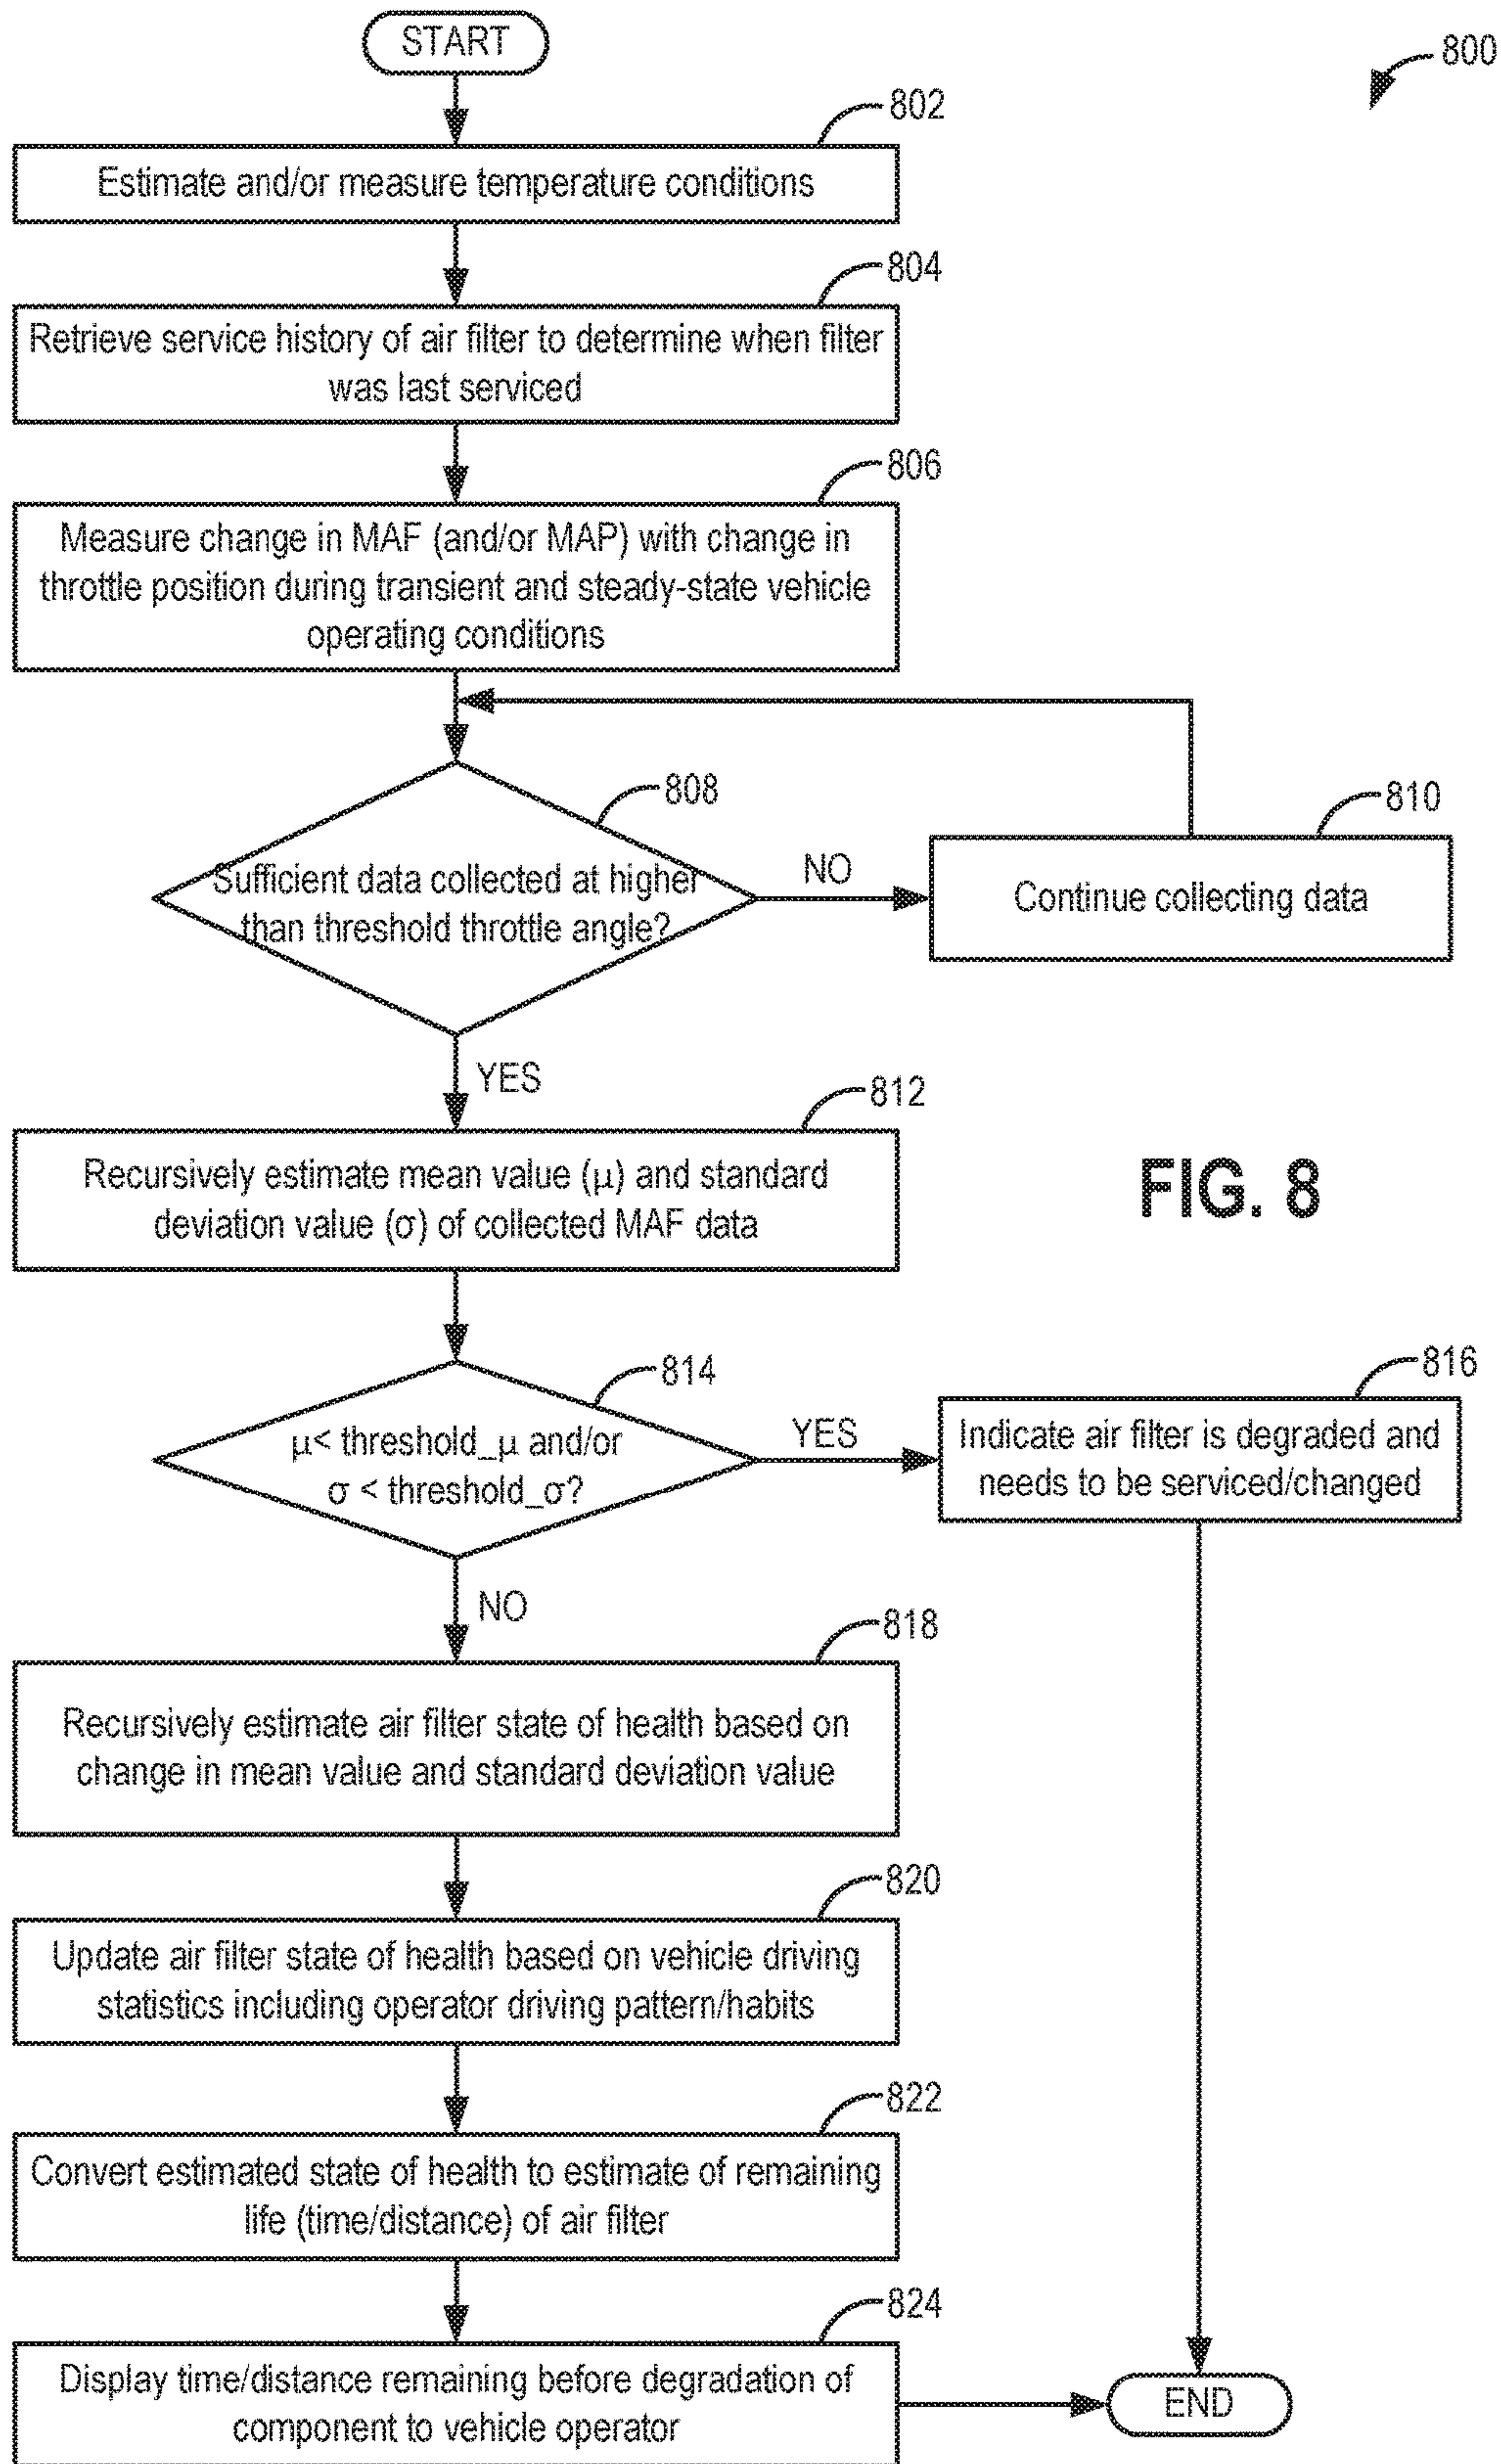 START
800
802
Estimate and/or measure temperature conditions
804
Retrieve service history of air filter to determine when filter
was last serviced
806
Measure change in MAF (and/or MAP) with change in
throttle position during transient and steady-state vehicle
operating conditions
808
Sufficient data collected at higher
than threshold throttle angle?
NO
810
Continue collecting data
YES
812
Recursively estimate mean value (μ) and standard
deviation value (σ) of collected MAF data
FIG. 8
814
μ< threshold_μ and/or
σ < threshold_σ?
YES
816
Indicate air filter is degraded and
needs to be serviced/changed
NO
818
Recursively estimate air filter state of health based on
change in mean value and standard deviation value
820
Update air filter state of health based on vehicle driving
statistics including operator driving pattern/habits
822
Convert estimated state of health to estimate of remaining
life (time/distance) of air filter
824
Display time/distance remaining before degradation of
component to vehicle operator
END